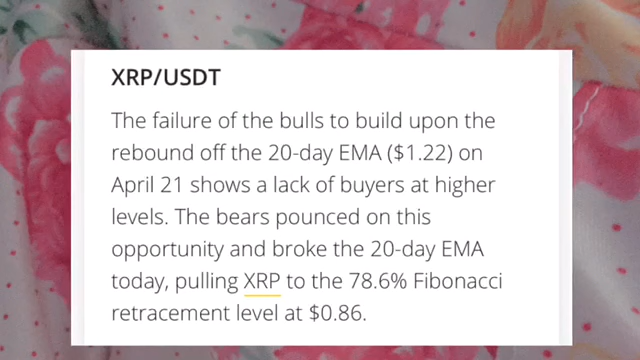 XRP/USDT
The failure of the bulls to build upon the
rebound off the 20-day EMA ($1.22) on
April 21 shows a lack of buyers at higher
levels. The bears pounced on this
opportunity and broke the 20-day EMA
today, pulling XRP to the 78.6% Fibonacci
retracement level at $0.86.